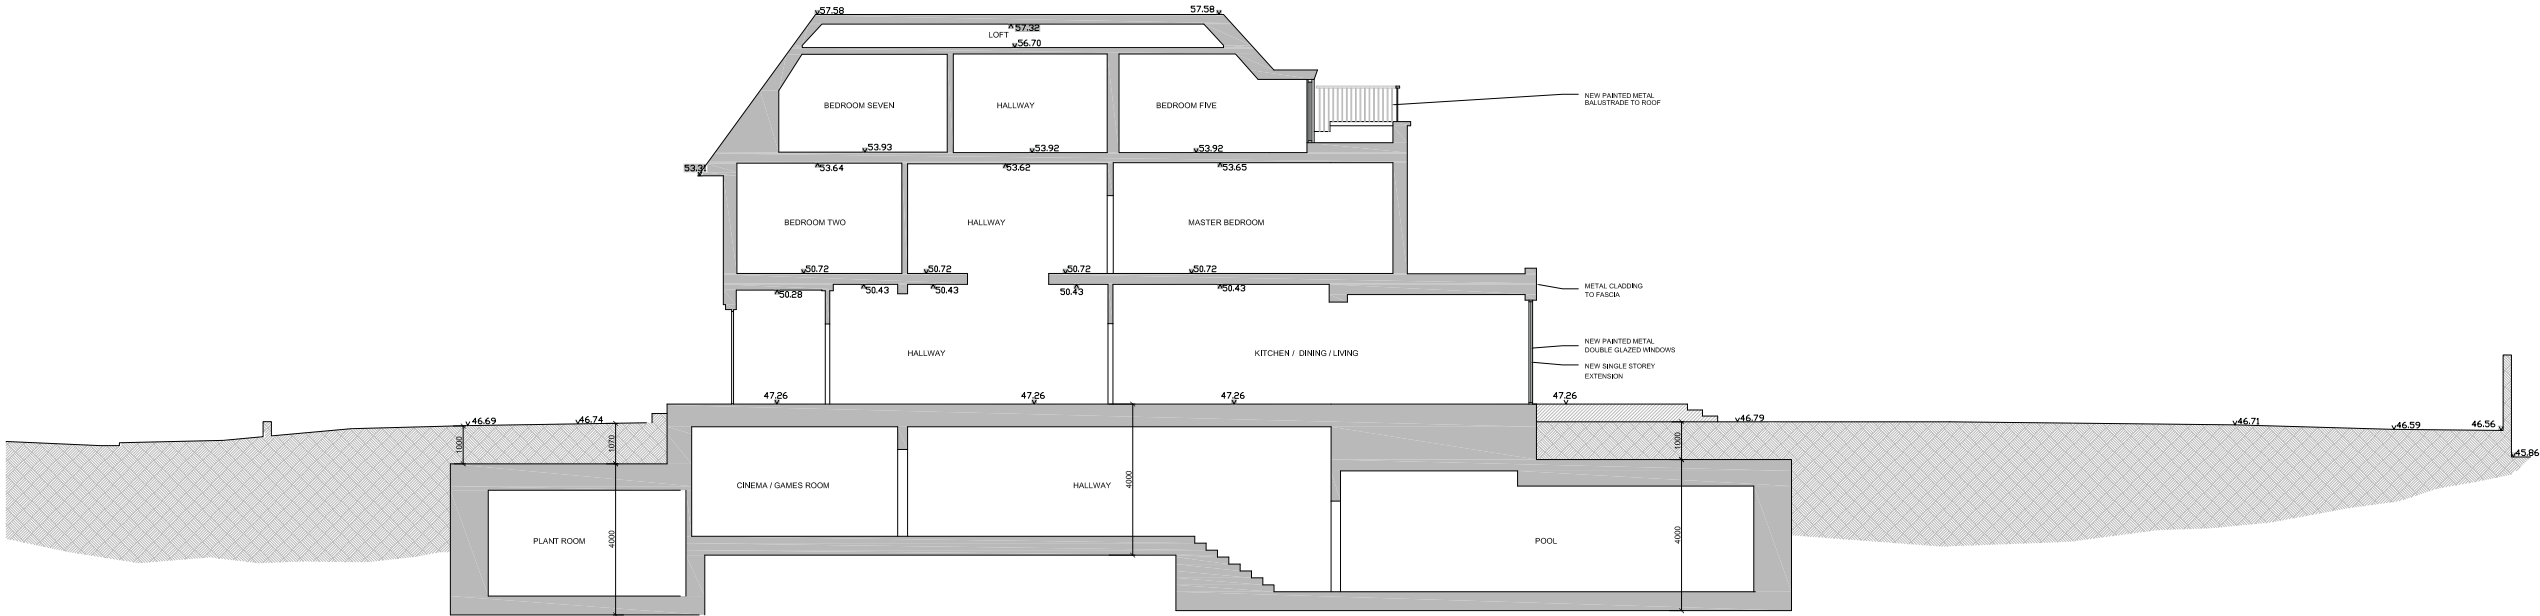 57.58
57.58
57.32
LOFT
56.70
BEDROOM SEVEN
HALLWAY
BEDROOM FIVE
NEW PAINTED METAL
BALUSTRADE TO ROOF
53.93
53.92
53.92
53.31
53.64
53.62
53.65
BEDROOM TWO
HALLWAY
MASTER BEDROOM
50.72
50.72
50.72
50.72
50.28
50.43
50.43
50.43
50.43
METAL CLADDING
TO FASCIA
HALLWAY
KITCHEN / DINING / LIVING
NEW PAINTED METAL
DOUBLE GLAZED WINDOWS
NEW SINGLE STOREY
EXTENSION
47.26
47.26
47.26
47.26
46.69
46.74
46.79
46.71
46.59
46.56
45.86
1000
1070
1000
CINEMA / GAMES ROOM
HALLWAY
4000
PLANT ROOM
4000
POOL
4000